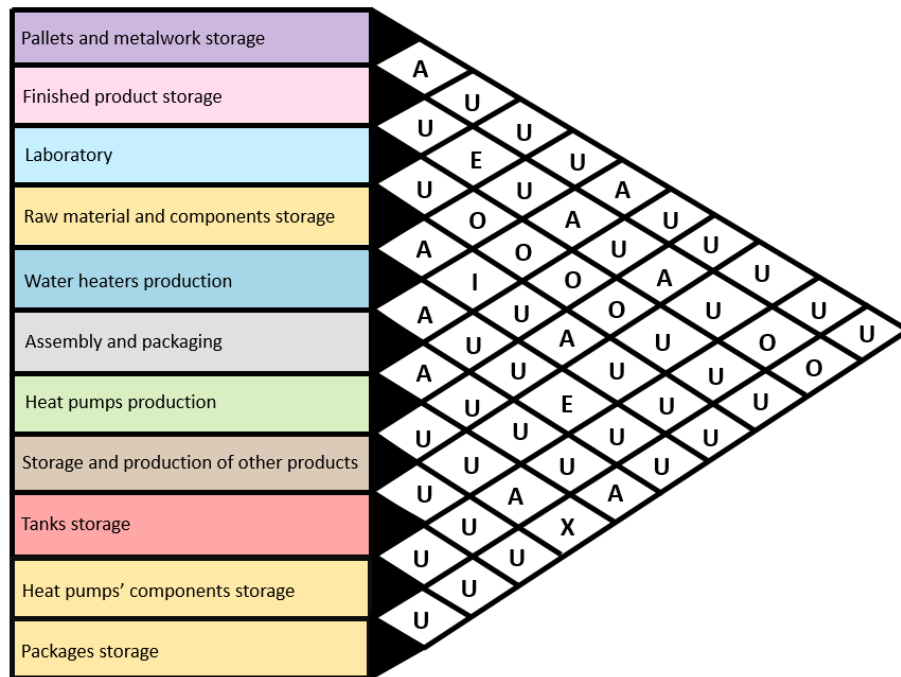 Pallets and metalwork storage
Finished product storage
Laboratory
Raw material and components storage
Water heaters production
Assembly and packaging
Heat pumps production
Storage and production of other products
Tanks storage
Heat pumps’ components storage
Packages storage
A U U U A U U U U U
U E U A U A U O O
U O O O O U U U
A I U A U U U
A U U E U U
A U U U A
U U A X
U U U
U U
U